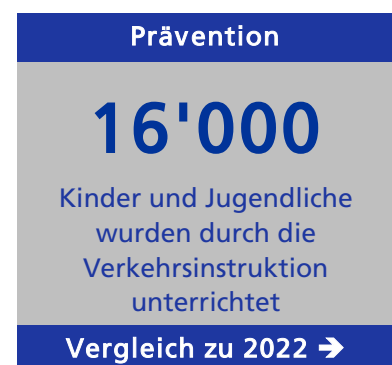 Prävention
16'000
Kinder und Jugendliche
wurden durch die
Verkehrsinstruktion
unterrichtet
Vergleich zu 2022 ➔